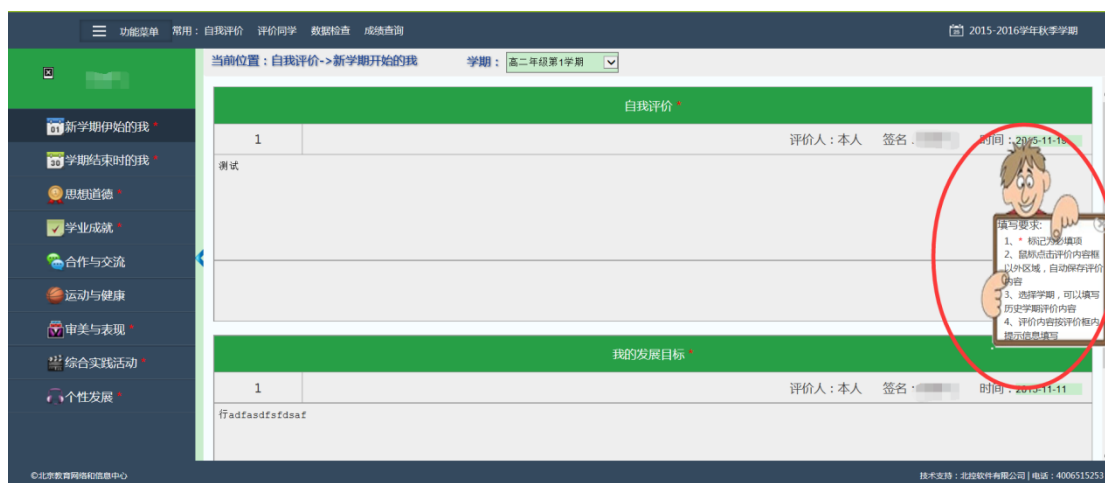 功能菜单 常用：自我评价 评价同学 数据检查 成绩查询 2015-2016学年秋季学期
当前位置：自我评价->新学期开始的我 学期：高二年级第1学期
新学期伊始的我 *
学期结束时的我 *
思想道德 *
学业成就 *
合作与交流
运动与健康
审美与表现 *
综合实践活动 *
个性发展 *
自我评价 *
1 评价人：本人 签名： 时间：2015-11-19
测试
填写要求:
1、* 标记为必填项
2、鼠标点击评价内容框
以外区域，自动保存评价
内容
3、选择学期，可以填写
历史学期评价内容
4、评价内容按评价框内
提示信息填写
我的发展目标 *
1 评价人：本人 签名： 时间：2015-11-11
行adfasdfsfdsaf
©北京教育网络和信息中心 技术支持：北控软件有限公司 | 电话：4006515253